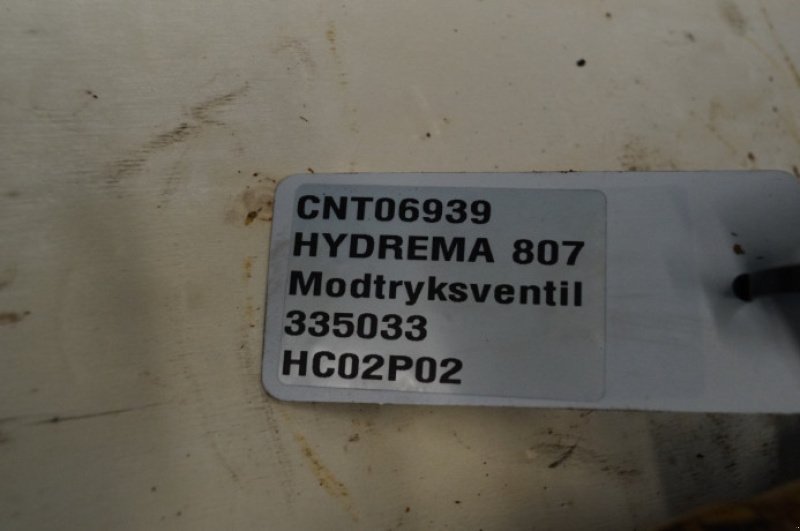 CNT06939
HYDREMA 807
Modtryksventil
335033
HC02P02